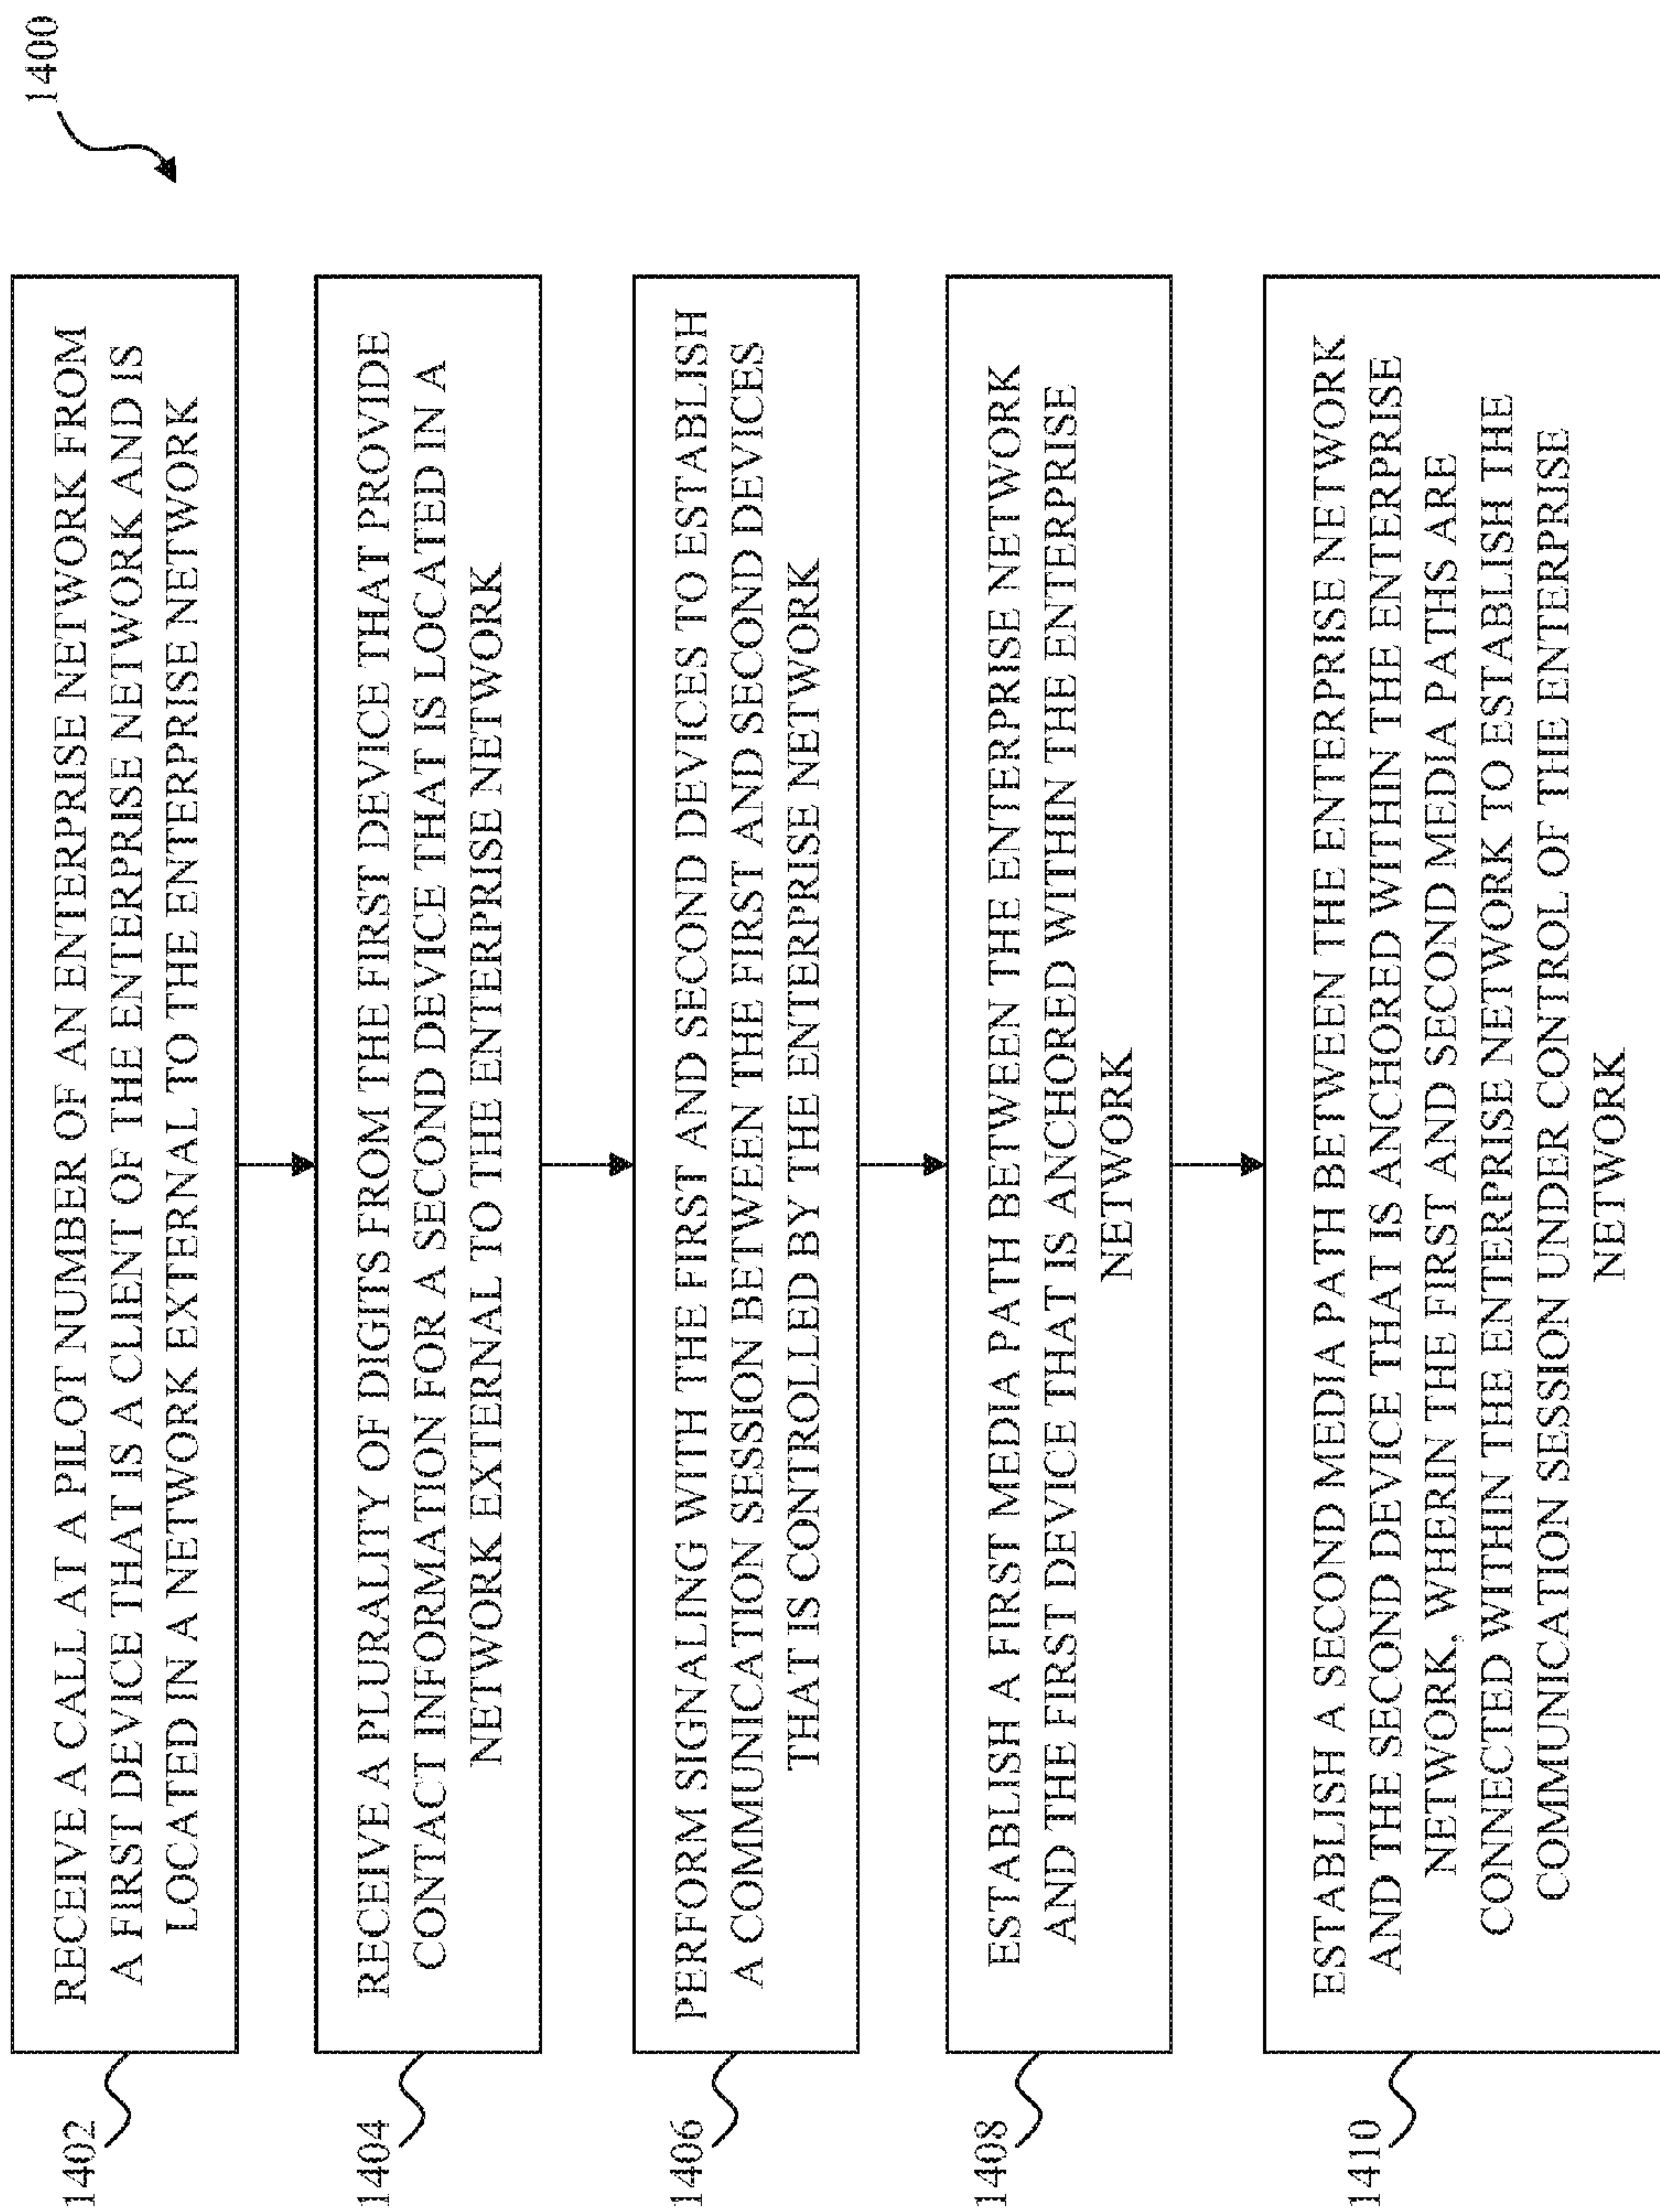 1400
1402
RECEIVE A CALL AT A PILOT NUMBER OF AN ENTERPRISE NETWORK FROM
A FIRST DEVICE THAT IS A CLIENT OF THE ENTERPRISE NETWORK AND IS
LOCATED IN A NETWORK EXTERNAL TO THE ENTERPRISE NETWORK
1404
RECEIVE A PLURALITY OF DIGITS FROM THE FIRST DEVICE THAT PROVIDE
CONTACT INFORMATION FOR A SECOND DEVICE THAT IS LOCATED IN A
NETWORK EXTERNAL TO THE ENTERPRISE NETWORK
1406
PERFORM SIGNALING WITH THE FIRST AND SECOND DEVICES TO ESTABLISH
A COMMUNICATION SESSION BETWEEN THE FIRST AND SECOND DEVICES
THAT IS CONTROLLED BY THE ENTERPRISE NETWORK
1408
ESTABLISH A FIRST MEDIA PATH BETWEEN THE ENTERPRISE NETWORK
AND THE FIRST DEVICE THAT IS ANCHORED WITHIN THE ENTERPRISE
NETWORK
1410
ESTABLISH A SECOND MEDIA PATH BETWEEN THE ENTERPRISE NETWORK
AND THE SECOND DEVICE THAT IS ANCHORED WITHIN THE ENTERPRISE
NETWORK, WHERIN THE FIRST AND SECOND MEDIA PATHS ARE
CONNECTED WITHIN THE ENTERPRISE NETWORK TO ESTABLISH THE
COMMUNICATION SESSION UNDER CONTROL OF THE ENTERPRISE
NETWORK